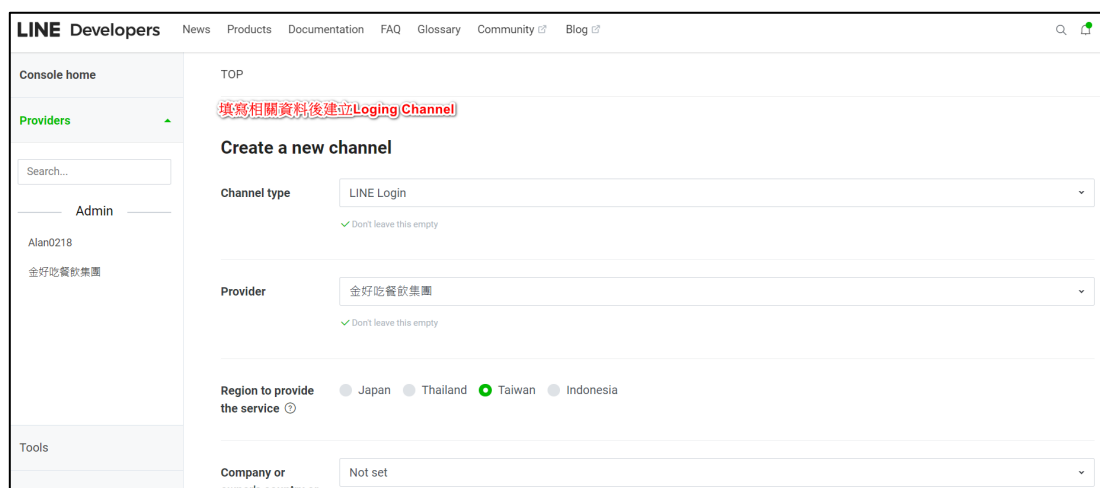 LINE Developers News Products Documentation FAQ Glossary Community Blog
Console home
TOP
填寫相關資料後建立Loging Channel
Providers
Create a new channel
Search...
Channel type LINE Login
Don't leave this empty
Admin
Alan0218
金好吃餐飲集團
Provider 金好吃餐飲集團
Don't leave this empty
Region to provide Japan Thailand Taiwan Indonesia
the service
Tools
Company or Not set